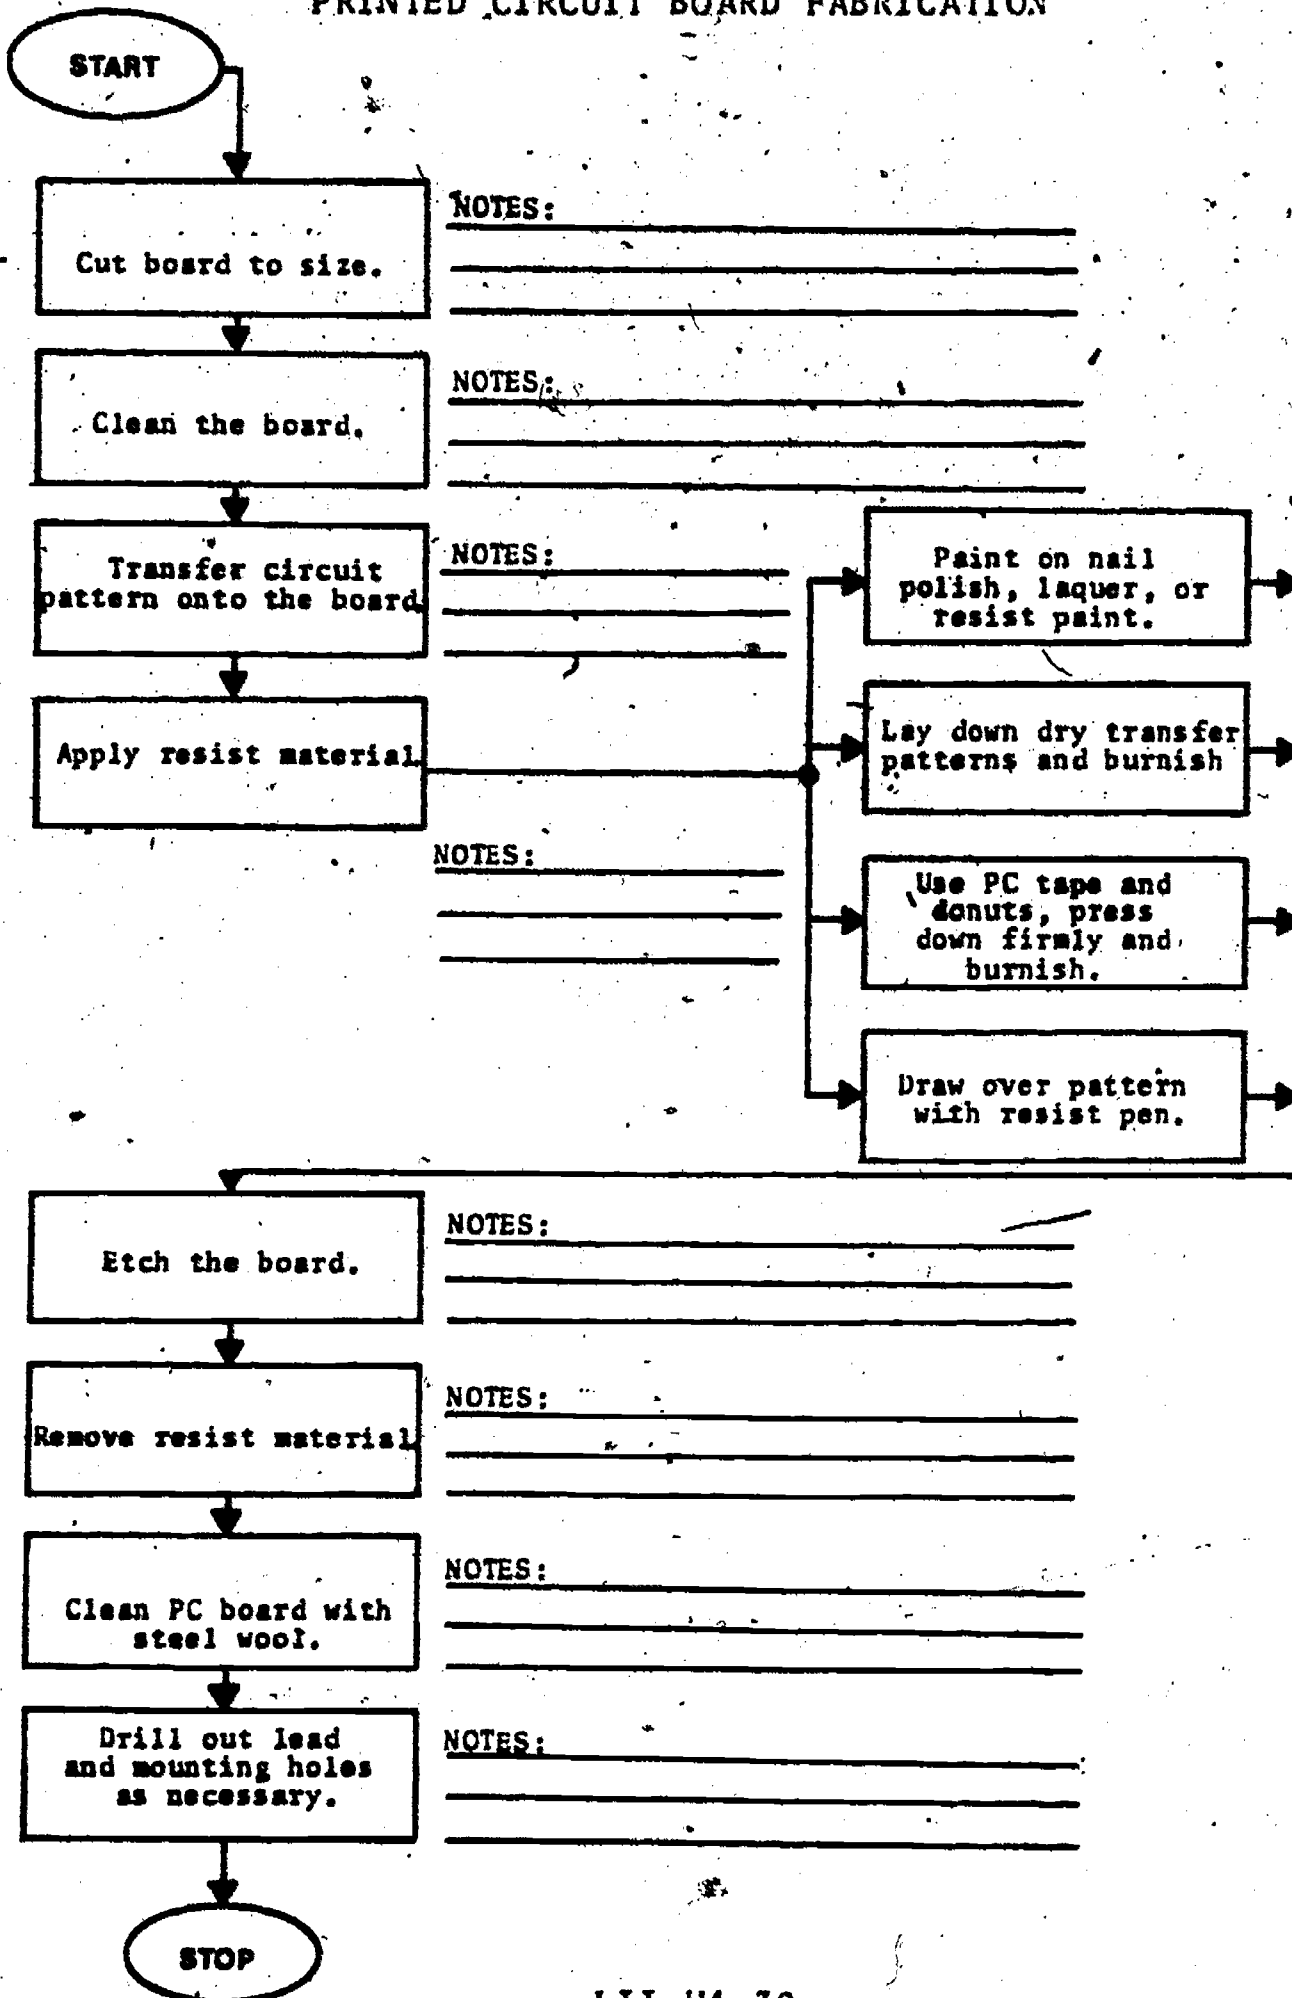 PRINTED CIRCUIT BOARD FABRICATION
START
Cut board to size.
NOTES:
Clean the board.
NOTES:
Transfer circuit
pattern onto the board.
NOTES:
Apply resist material.
NOTES:
Paint on nail
polish, laquer, or
resist paint.
Lay down dry transfer
patterns and burnish
Use PC tape and
donuts, press
down firmly and
burnish.
Draw over pattern
with resist pen.
Etch the board.
NOTES:
Remove resist material.
NOTES:
Clean PC board with
steel wool.
NOTES:
Drill out lead
and mounting holes
as necessary.
NOTES:
STOP